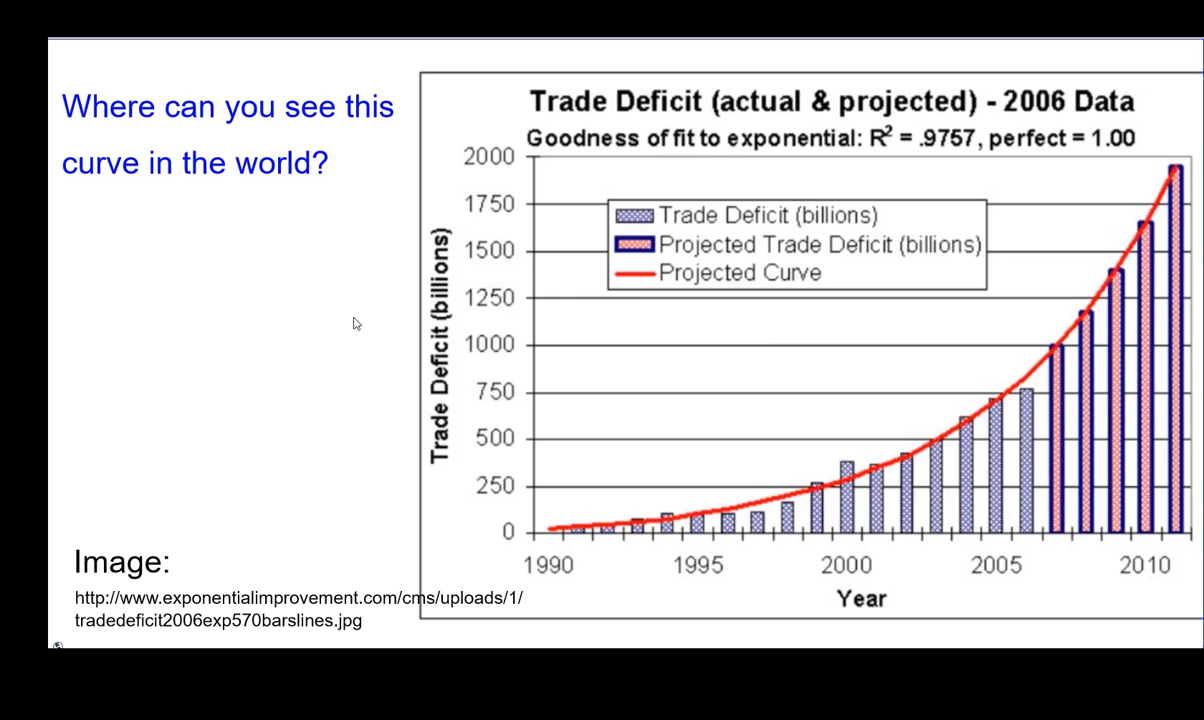 Where can you see this
curve in the world?
Trade Deficit (actual & projected) - 2006 Data
Goodness of fit to exponential: R² = .9757, perfect = 1.00
Trade Deficit (billions)
2000
1750
1500
1250
1000
750
500
250
0
Trade Deficit (billions)
Projected Trade Deficit (billions)
Projected Curve
1990 1995 2000 2005 2010
Year
Image:
http://www.exponentialimprovement.com/cms/uploads/1/
tradedeficit2006exp570barslines.jpg